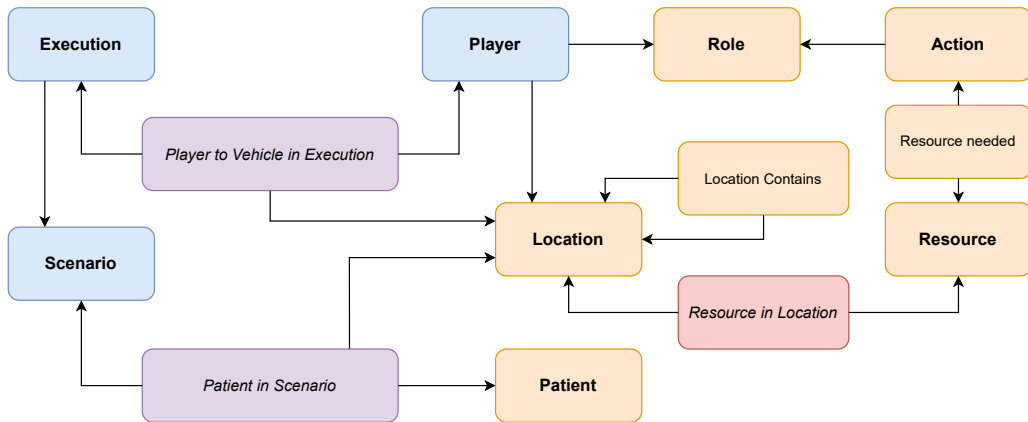 Execution
Player
Role
Action
Player to Vehicle in Execution
Resource needed
Location Contains
Scenario
Location
Resource
Resource in Location
Patient in Scenario
Patient